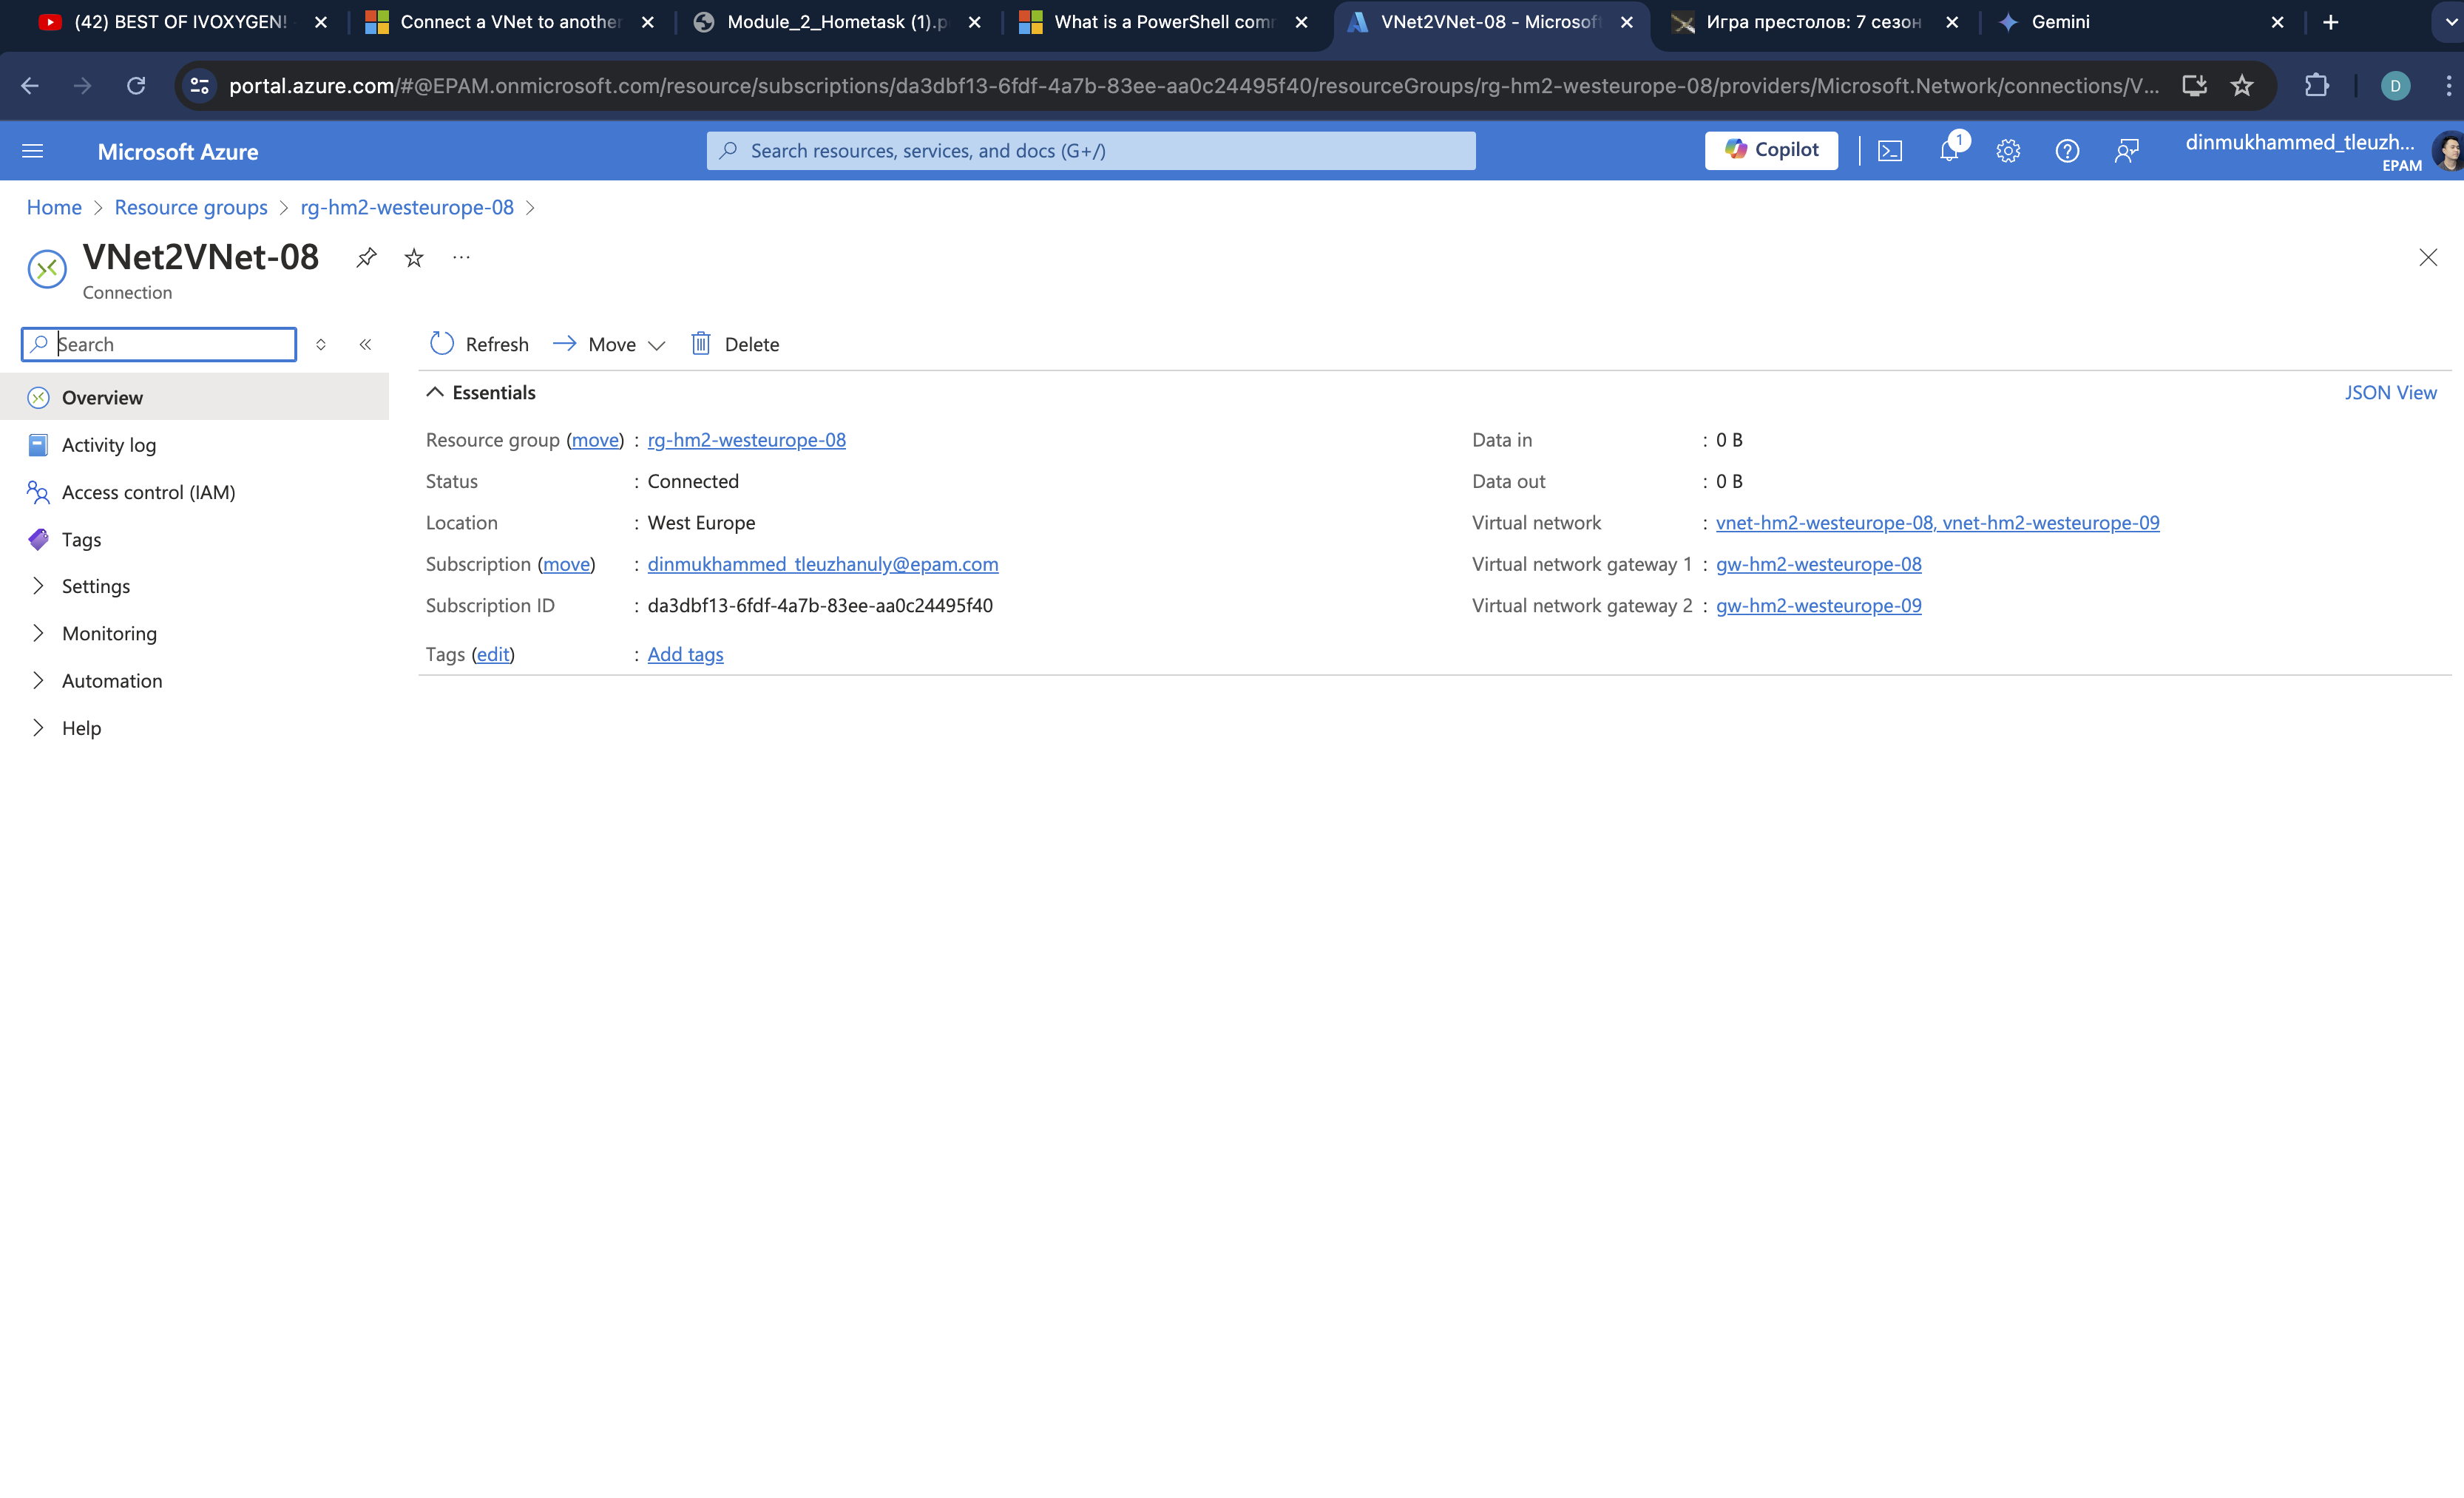 (42) BEST OF IVOXYGEN!
Connect a VNet to another
Module_2_Hometask (1).p
What is a PowerShell com
VNet2VNet-08 - Microsoft
Игра престолов: 7 сезон
Gemini
portal.azure.com/#@EPAM.onmicrosoft.com/resource/subscriptions/da3dbf13-6fdf-4a7b-83ee-aa0c24495f40/resourceGroups/rg-hm2-westeurope-08/providers/Microsoft.Network/connections/V...
D
Microsoft Azure
Search resources, services, and docs (G+/)
Copilot
1
dinmukhammed_tleuzh...
EPAM
Home > Resource groups > rg-hm2-westeurope-08 >
VNet2VNet-08
Connection
Search
Refresh
Move
Delete
Overview
Activity log
Access control (IAM)
Tags
Settings
Monitoring
Automation
Help
Essentials
JSON View
Resource group (move) : rg-hm2-westeurope-08
Status : Connected
Location : West Europe
Subscription (move) : dinmukhammed_tleuzhanuly@epam.com
Subscription ID : da3dbf13-6fdf-4a7b-83ee-aa0c24495f40
Tags (edit) : Add tags
Data in : 0 B
Data out : 0 B
Virtual network : vnet-hm2-westeurope-08, vnet-hm2-westeurope-09
Virtual network gateway 1 : gw-hm2-westeurope-08
Virtual network gateway 2 : gw-hm2-westeurope-09